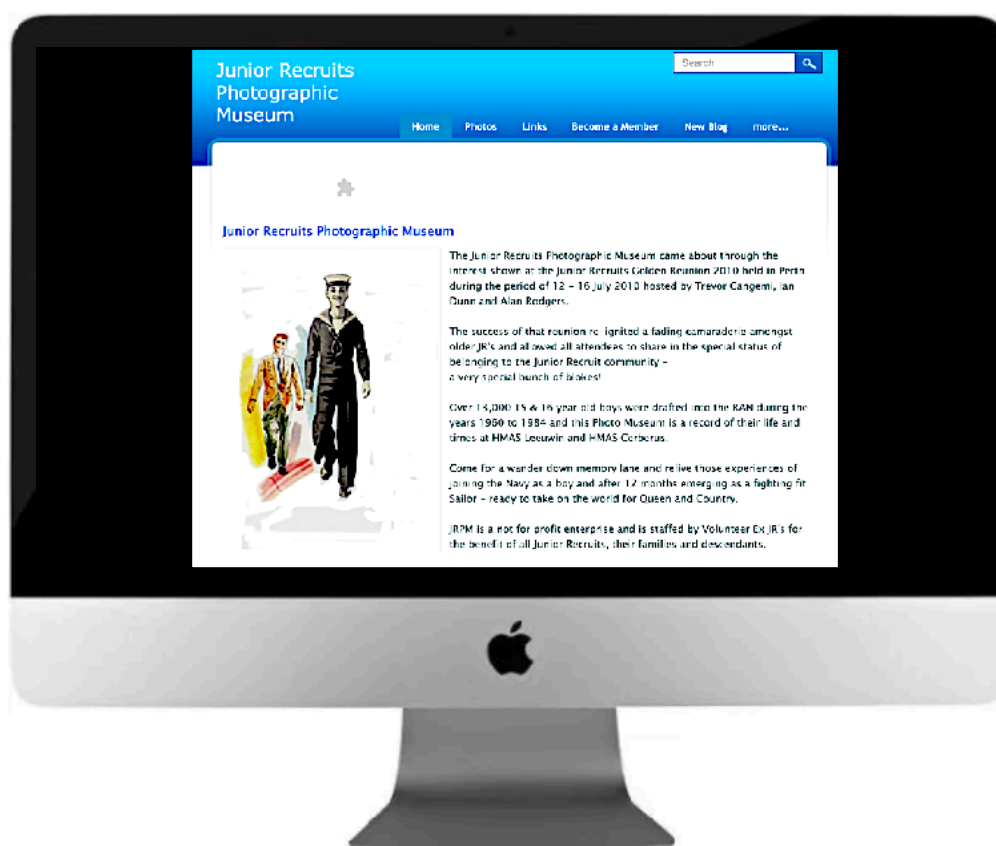 Junior Recruits
Photographic
Museum
Search
Home Photos Links Become a Member New Blog more...
Junior Recruits Photographic Museum
The Junior Recruits Photographic Museum came about through the
interest shown at the Junior Recruits Golden Reunion 2010 held in Perth
during the period of 12 – 16 July 2010 hosted by Trevor Cangemi, Ian
Dunn and Alan Rodgers.
The success of that reunion re-ignited a fading camaraderie amongst
older JR's and allowed all attendees to share in the special status of
belonging to the Junior Recruit community –
a very special bunch of blokes!
Over 13,000 15 & 16 year old boys were drafted into the RAN during the
years 1960 to 1984 and this Photo Museum is a record of their life and
times at HMAS Leeuwin and HMAS Cerberus.
Come for a wander down memory lane and relive those experiences of
joining the Navy as a boy and after 12 months emerging as a fighting fit
Sailor – ready to take on the world for Queen and Country.
JRPM is a not for profit enterprise and is staffed by Volunteer Ex JR's for
the benefit of all Junior Recruits, their families and descendants.